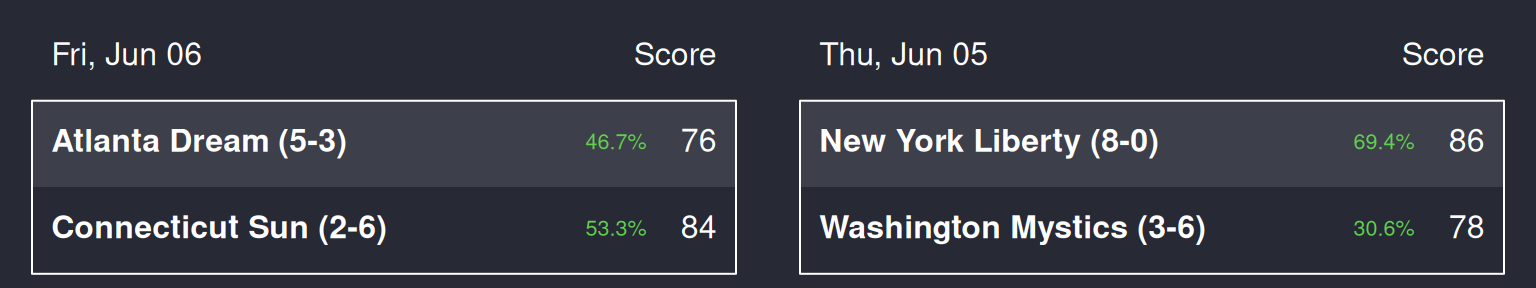 Fri, Jun 06 Score
Atlanta Dream (5-3) 46.7% 76
Connecticut Sun (2-6) 53.3% 84
Thu, Jun 05 Score
New York Liberty (8-0) 69.4% 86
Washington Mystics (3-6) 30.6% 78